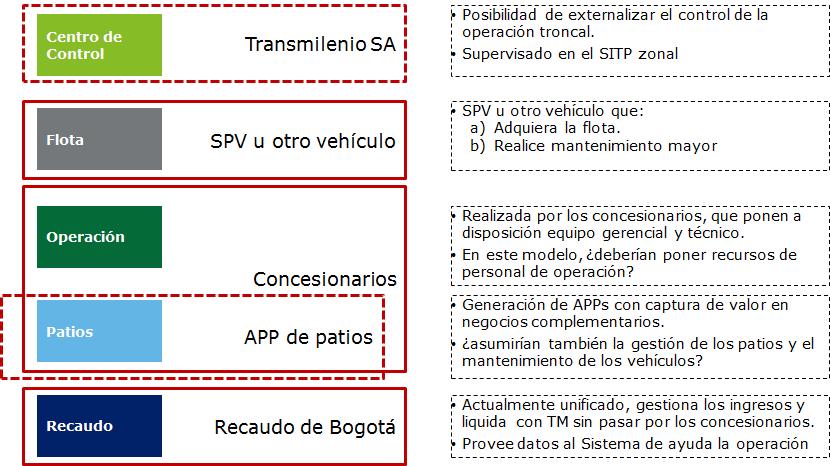 Centro de
Control
Transmilenio SA
• Posibilidad de externalizar el control de la
operación troncal.
• Supervisado en el SITP zonal
Flota
SPV u otro vehículo
• SPV u otro vehículo que:
a) Adquiera la flota.
b) Realice mantenimiento mayor
Operación
Concesionarios
• Realizada por los concesionarios, que ponen a
disposición equipo gerencial y técnico.
• En este modelo, ¿deberían poner recursos de
personal de operación?
Patios
APP de patios
• Generación de APPs con captura de valor en
negocios complementarios.
• ¿asumirían también la gestión de los patios y el
mantenimiento de los vehículos?
Recaudo
Recaudo de Bogotá
• Actualmente unificado, gestiona los ingresos y
liquida con TM sin pasar por los concesionarios.
• Provee datos al Sistema de ayuda la operación